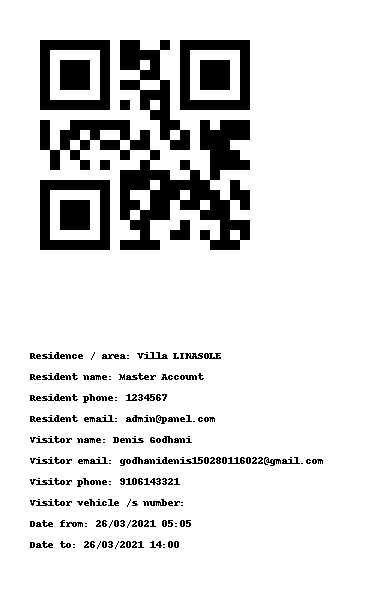 Residence / area: Villa LINASOLE
Resident name: Master Account
Resident phone: 1234567
Resident email: admin@panel.com
Visitor name: Denis Godhani
Visitor email: godhanidenis150280116022@gmail.com
Visitor phone: 9106143321
Visitor vehicle /s number:
Date from: 26/03/2021 05:05
Date to: 26/03/2021 14:00